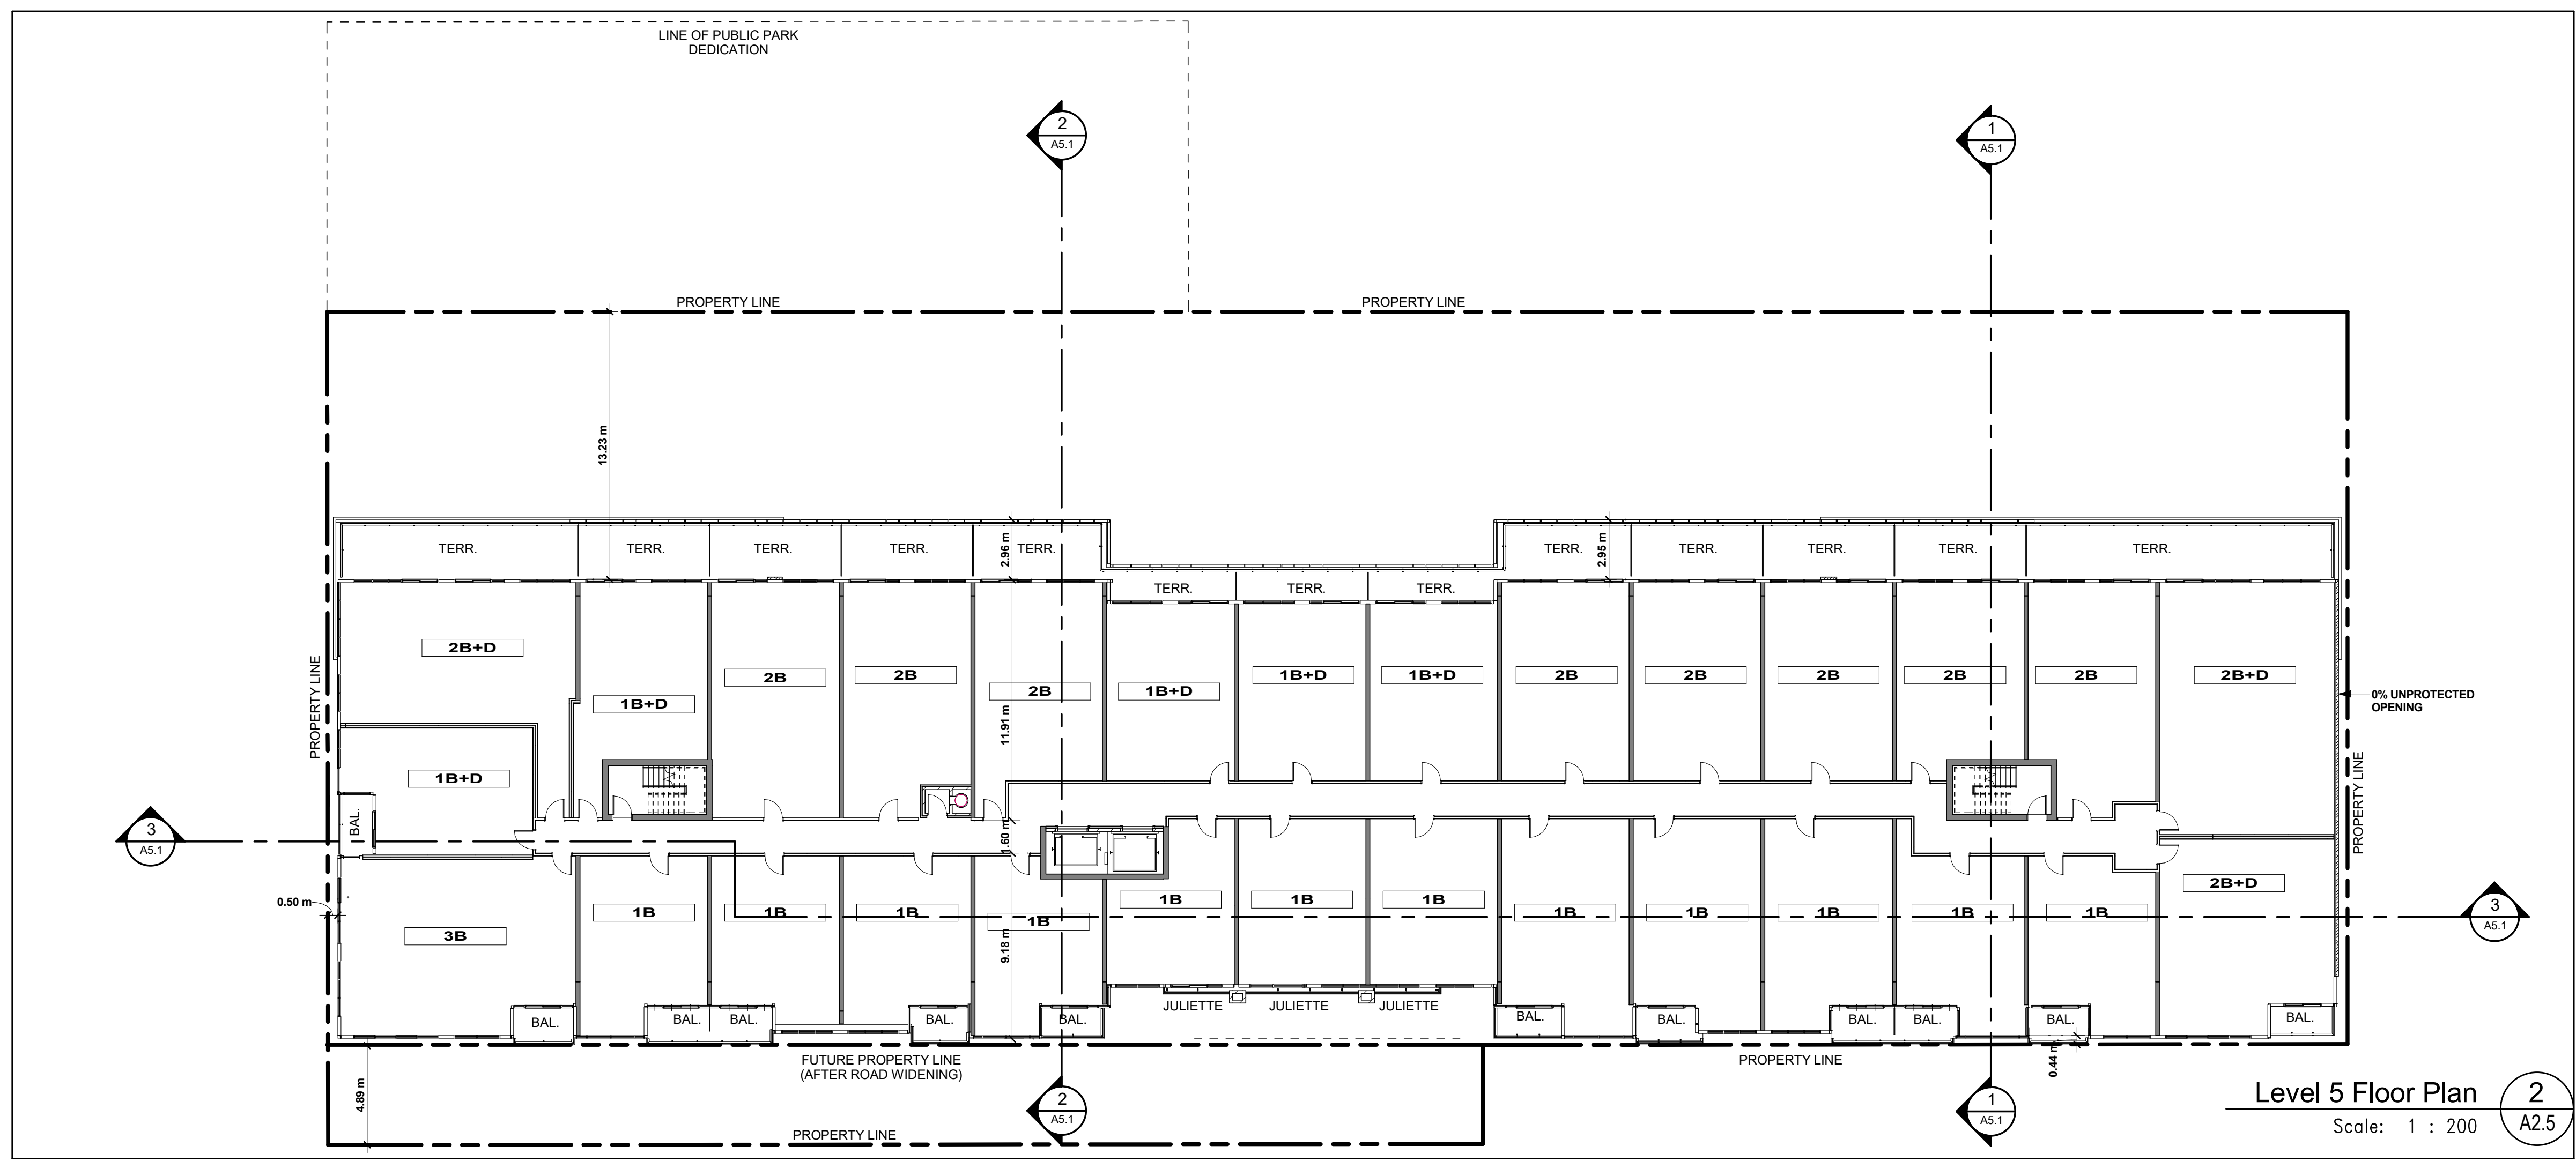 LINE OF PUBLIC PARK
DEDICATION
2
A5.1
1
A5.1
PROPERTY LINE
PROPERTY LINE
13.23 m
TERR.
TERR.
TERR.
TERR.
2.96 m
TERR.
TERR.
2.95 m
TERR.
TERR.
TERR.
TERR.
TERR.
TERR.
TERR.
PROPERTY LINE
2B+D
1B+D
2B
2B
2B
1B+D
1B+D
1B+D
2B
2B
2B
2B
2B
2B+D
0% UNPROTECTED
OPENING
11.91 m
1B+D
BAL.
PROPERTY LINE
3
A5.1
1.60 m
0.50 m
3B
1B
1B
1B
1B
1B
1B
1B
1B
1B
1B
1B
1B
2B+D
3
A5.1
9.18 m
BAL.
BAL.
BAL.
BAL.
BAL.
JULIETTE
JULIETTE
JULIETTE
BAL.
BAL.
BAL.
BAL.
BAL.
BAL.
FUTURE PROPERTY LINE
(AFTER ROAD WIDENING)
PROPERTY LINE
0.44 m
4.89 m
2
A5.1
1
A5.1
PROPERTY LINE
Level 5 Floor Plan
Scale: 1 : 200
2
A2.5